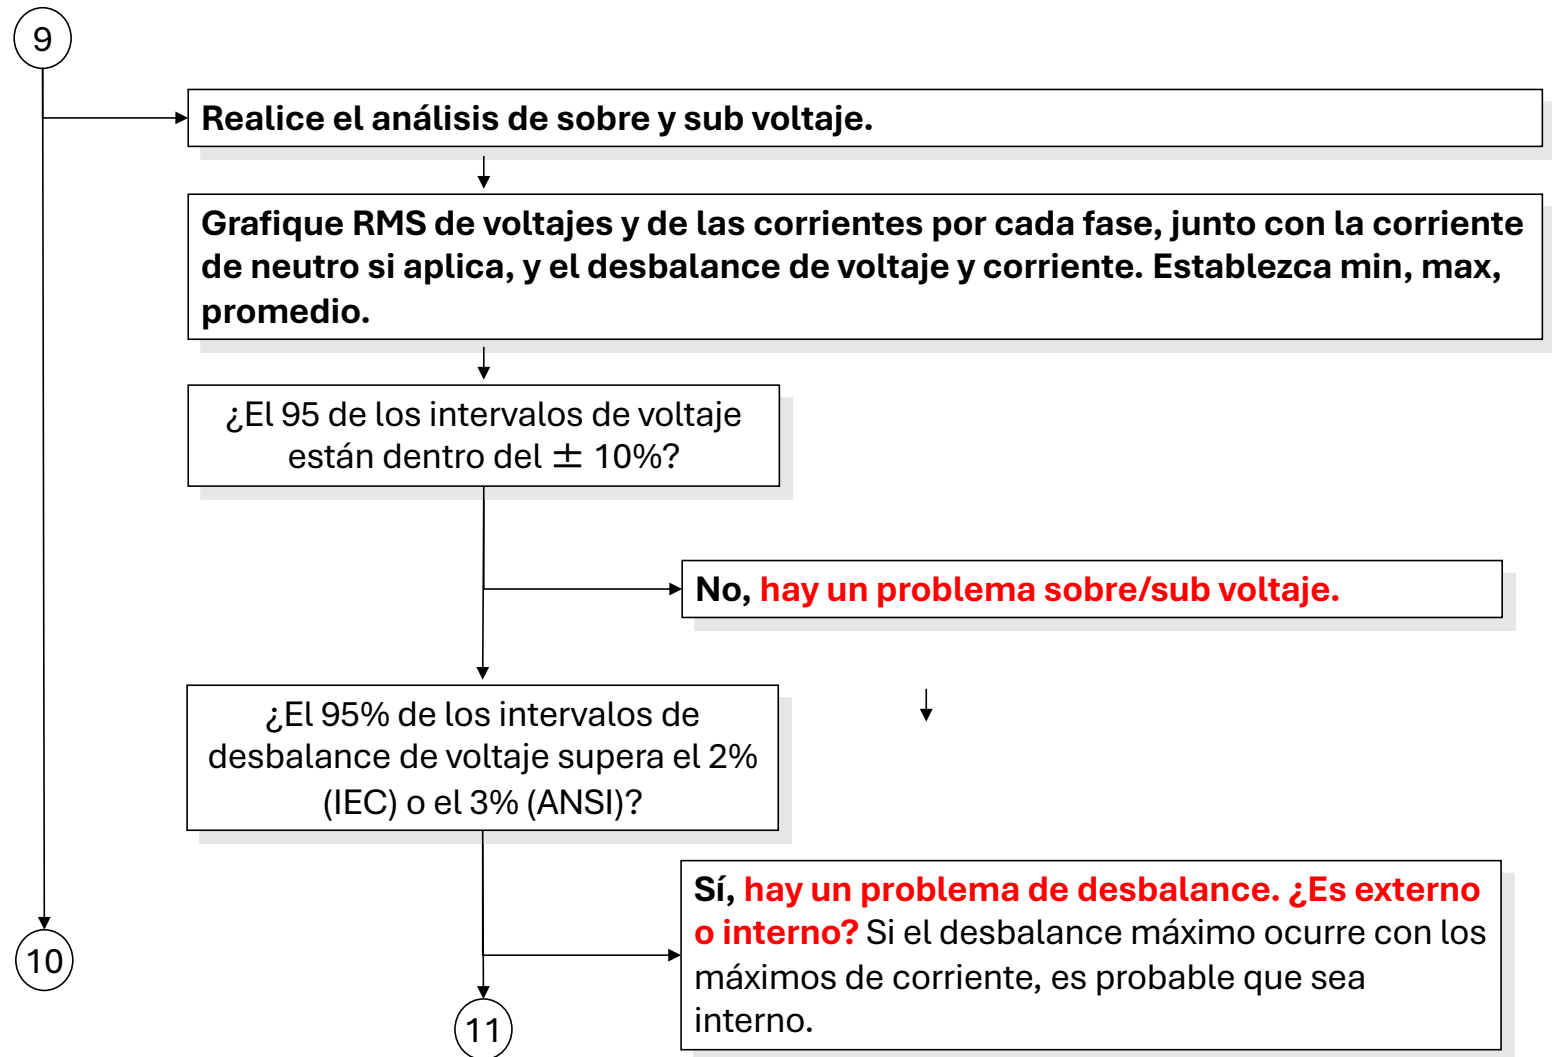 9
Realice el análisis de sobre y sub voltaje.
Grafique RMS de voltajes y de las corrientes por cada fase, junto con la corriente
de neutro si aplica, y el desbalance de voltaje y corriente. Establezca min, max,
promedio.
¿El 95 de los intervalos de voltaje
están dentro del ± 10%?
No, hay un problema sobre/sub voltaje.
¿El 95% de los intervalos de
desbalance de voltaje supera el 2%
(IEC) o el 3% (ANSI)?
Sí, hay un problema de desbalance. ¿Es externo
o interno? Si el desbalance máximo ocurre con los
máximos de corriente, es probable que sea
interno.
10
11